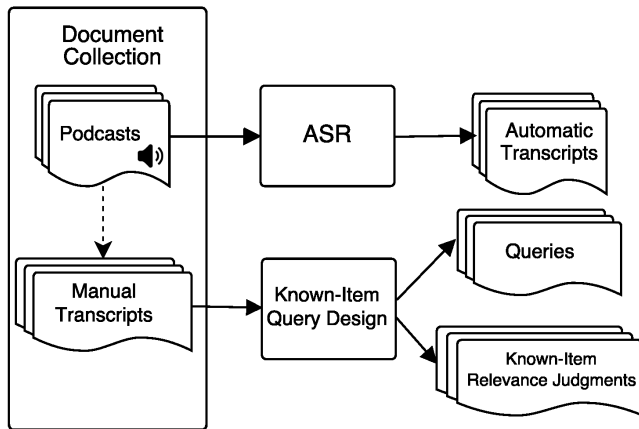 Document
Collection
Podcasts
ASR
Automatic
Transcripts
Manual
Transcripts
Known-Item
Query Design
Queries
Known-Item
Relevance Judgments